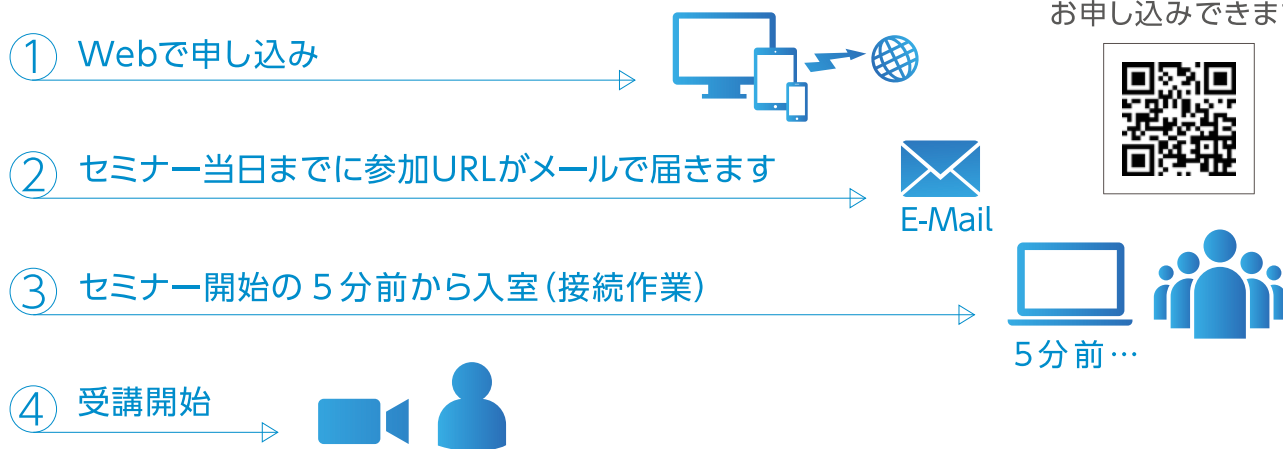 お申し込みできます
① Webで申し込み
② セミナー当日までに参加URLがメールで届きます
E-Mail
③ セミナー開始の5分前から入室(接続作業)
5分前…
④ 受講開始